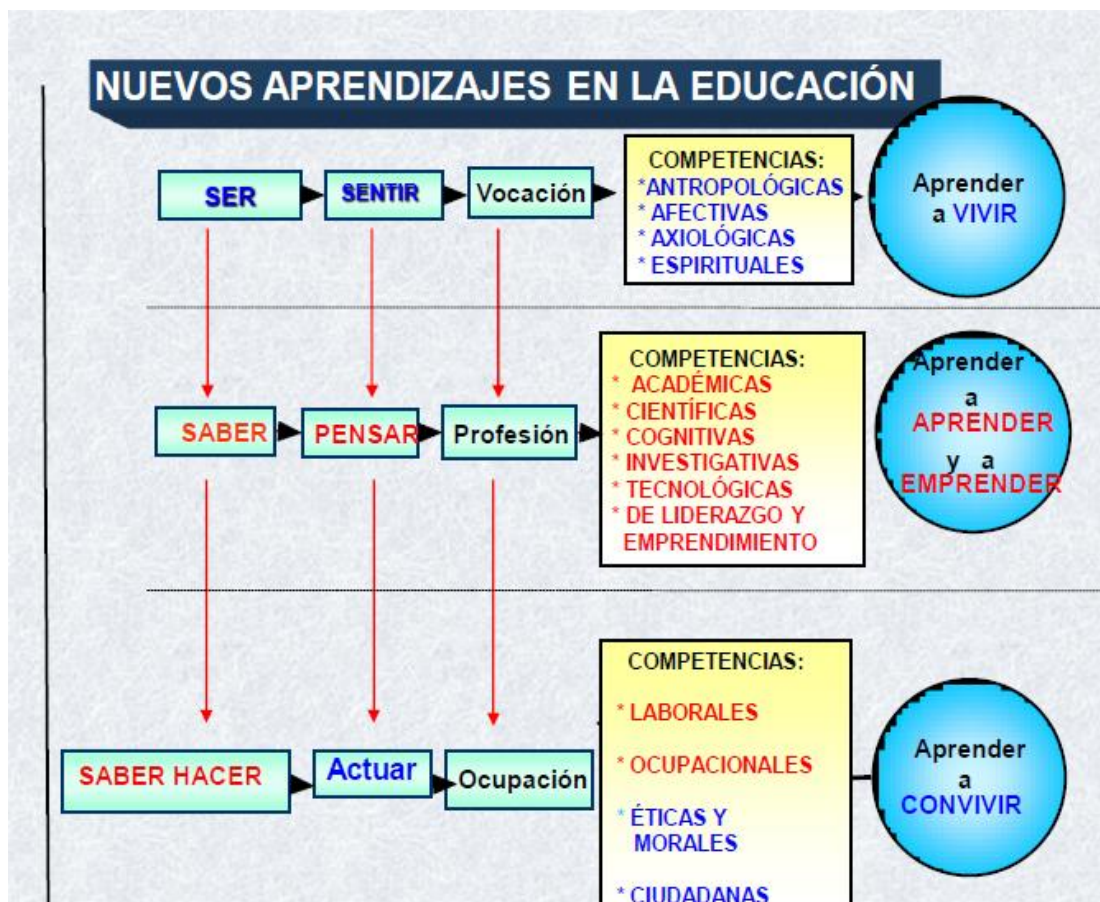 NUEVOS APRENDIZAJES EN LA EDUCACIÓN
SER
SENTIR
Vocación
COMPETENCIAS:
*ANTROPOLÓGICAS
* AFECTIVAS
* AXIOLÓGICAS
* ESPIRITUALES
Aprender
a VIVIR
SABER
PENSAR
Profesión
COMPETENCIAS:
* ACADÉMICAS
* CIENTÍFICAS
* COGNITIVAS
* INVESTIGATIVAS
* TECNOLÓGICAS
* DE LIDERAZGO Y
EMPRENDIMIENTO
Aprender
a
APRENDER
y a
EMPRENDER
SABER HACER
Actuar
Ocupación
COMPETENCIAS:
* LABORALES
* OCUPACIONALES
* ÉTICAS Y
MORALES
* CIUDADANAS
Aprender
a
CONVIVIR